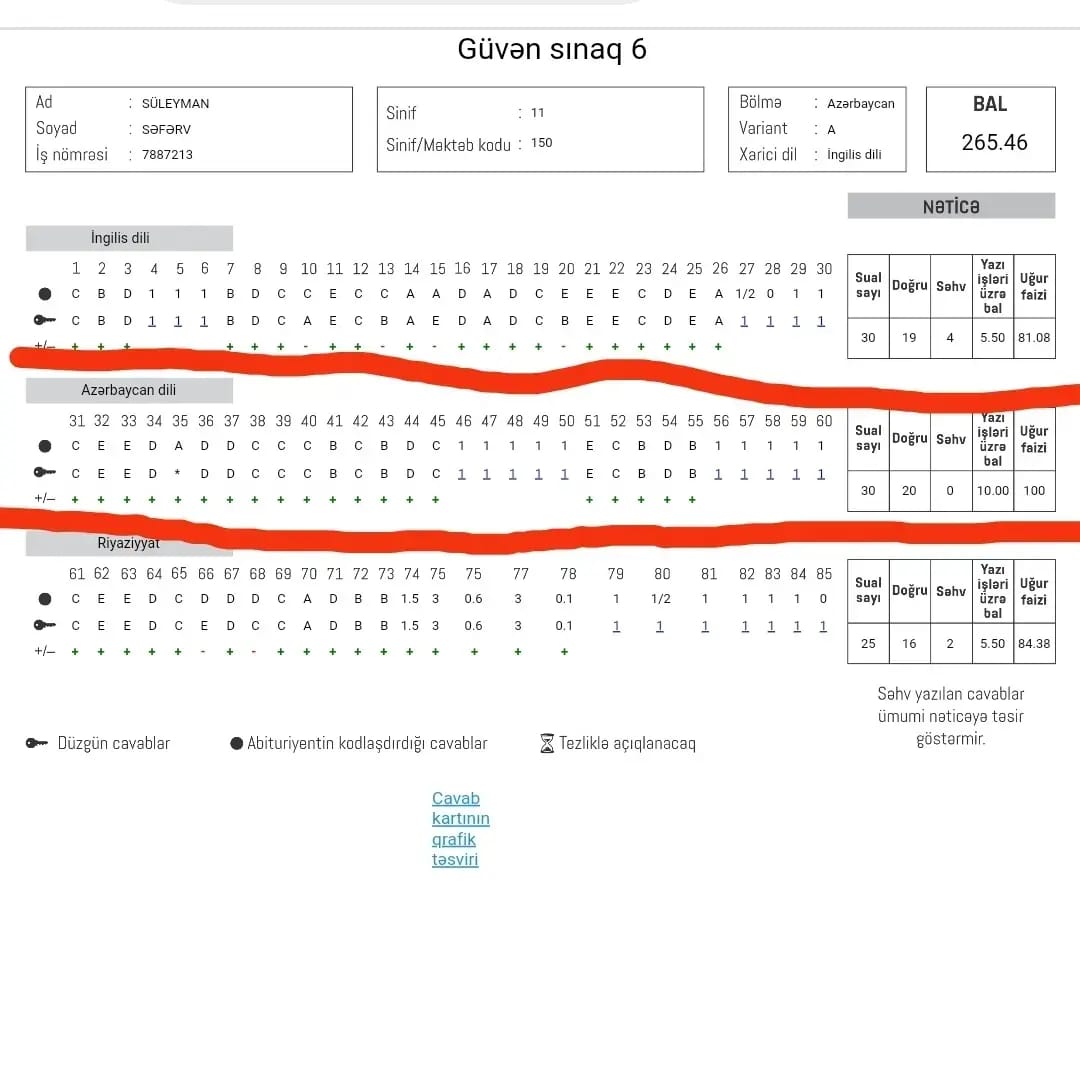 Güvən sınaq 6
Ad : SÜLEYMAN
Soyad : SƏFƏRV
İş nömrəsi : 7887213
Sinif : 11
Sinif/Məktəb kodu : 150
Bölmə : Azərbaycan
Variant : A
Xarici dil : İngilis dili
BAL
265.46
NƏTİCƏ
İngilis dili
1 2 3 4 5 6 7 8 9 10 11 12 13 14 15 16 17 18 19 20 21 22 23 24 25 26 27 28 29 30
C B D 1 1 1 B D C C E C C A A D A D C E E E C D E A 1/2 0 1 1
C B D 1 1 1 B D C A E C B A E D A D C B E E C D E A 1 1 1 1
+/– + + + + + + - + + - + - + + + + - + + + + + +
Sual sayı Doğru Səhv Yazı işləri üzrə bal Uğur faizi
30 19 4 5.50 81.08
Azərbaycan dili
31 32 33 34 35 36 37 38 39 40 41 42 43 44 45 46 47 48 49 50 51 52 53 54 55 56 57 58 59 60
C E E D A D D C C C B C B D C 1 1 1 1 1 E C B D B 1 1 1 1 1
C E E D * D D C C C B C B D C 1 1 1 1 1 E C B D B 1 1 1 1 1
+/– + + + + + + + + + + + + + + + + + + + +
Sual sayı Doğru Səhv Yazı işləri üzrə bal Uğur faizi
30 20 0 10.00 100
Riyaziyyat
61 62 63 64 65 66 67 68 69 70 71 72 73 74 75 75 77 78 79 80 81 82 83 84 85
C E E D C D D D C A D B B 1.5 3 0.6 3 0.1 1 1/2 1 1 1 1 0
C E E D C E D C C A D B B 1.5 3 0.6 3 0.1 1 1 1 1 1 1 1
+/– + + + + + - + - + + + + + + + + + +
Sual sayı Doğru Səhv Yazı işləri üzrə bal Uğur faizi
25 16 2 5.50 84.38
Səhv yazılan cavablar
ümumi nəticəyə təsir
göstərmir.
Düzgün cavablar
Abituriyentin kodlaşdırdığı cavablar
Tezliklə açıqlanacaq
Cavab
kartının
qrafik
təsviri